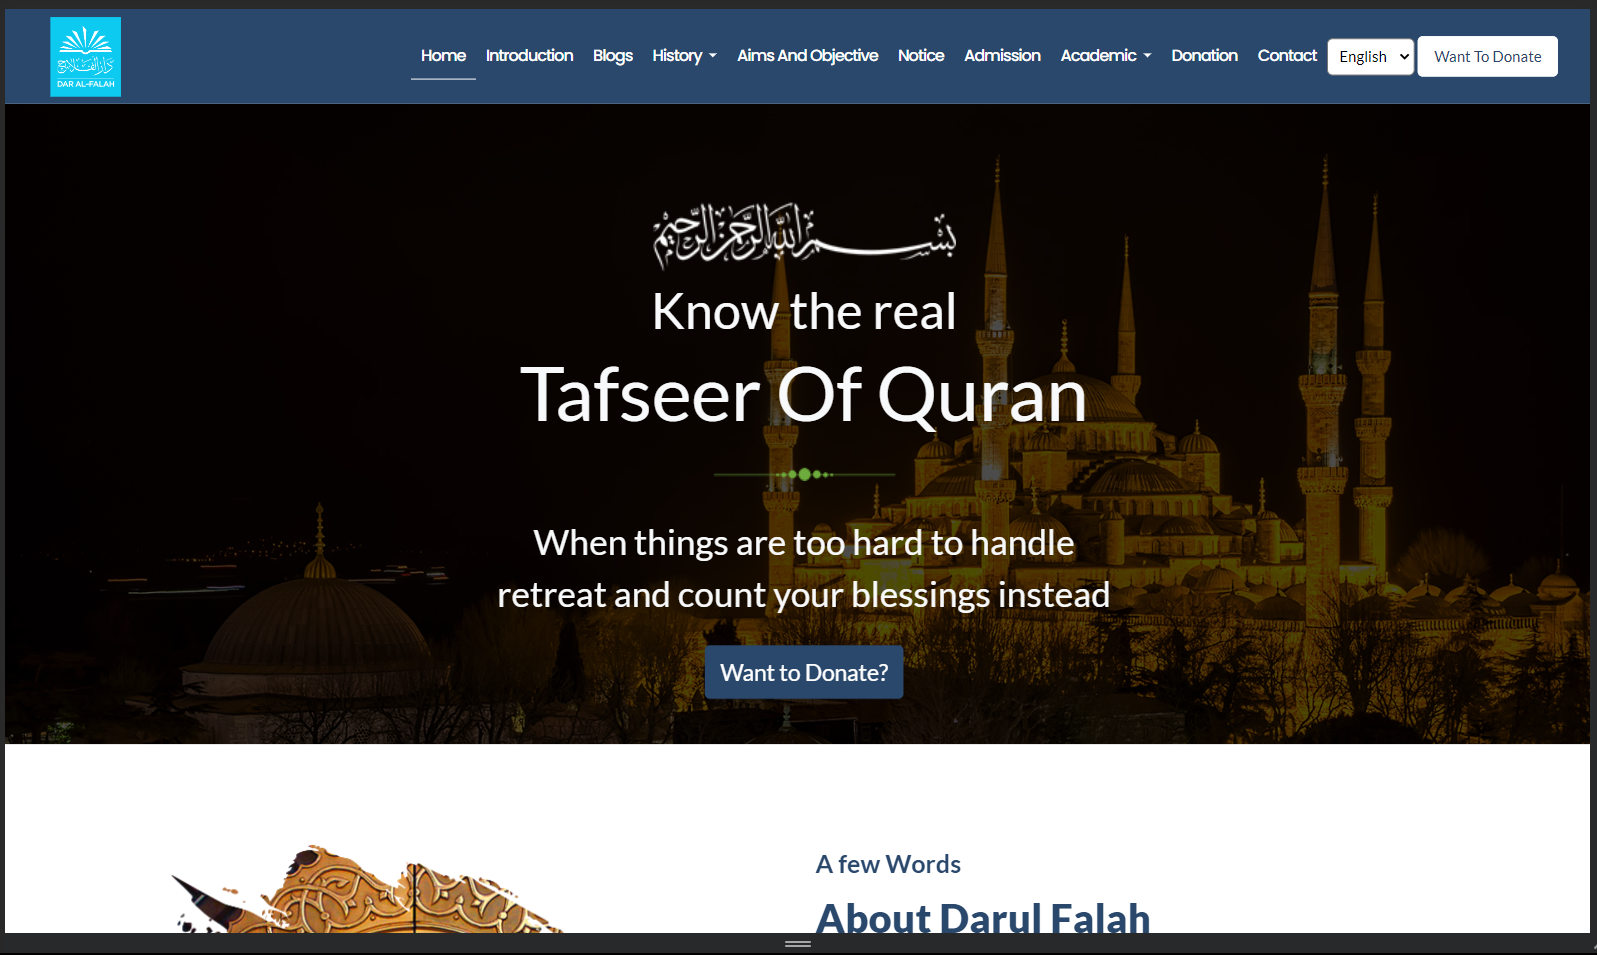 دار الفلاح
DAR AL-FALAH
Home Introduction Blogs History Aims And Objective Notice Admission Academic Donation Contact English Want To Donate
بسم الله الرحمن الرحيم
Know the real
Tafseer Of Quran
When things are too hard to handle
retreat and count your blessings instead
Want to Donate?
A few Words
About Darul Falah